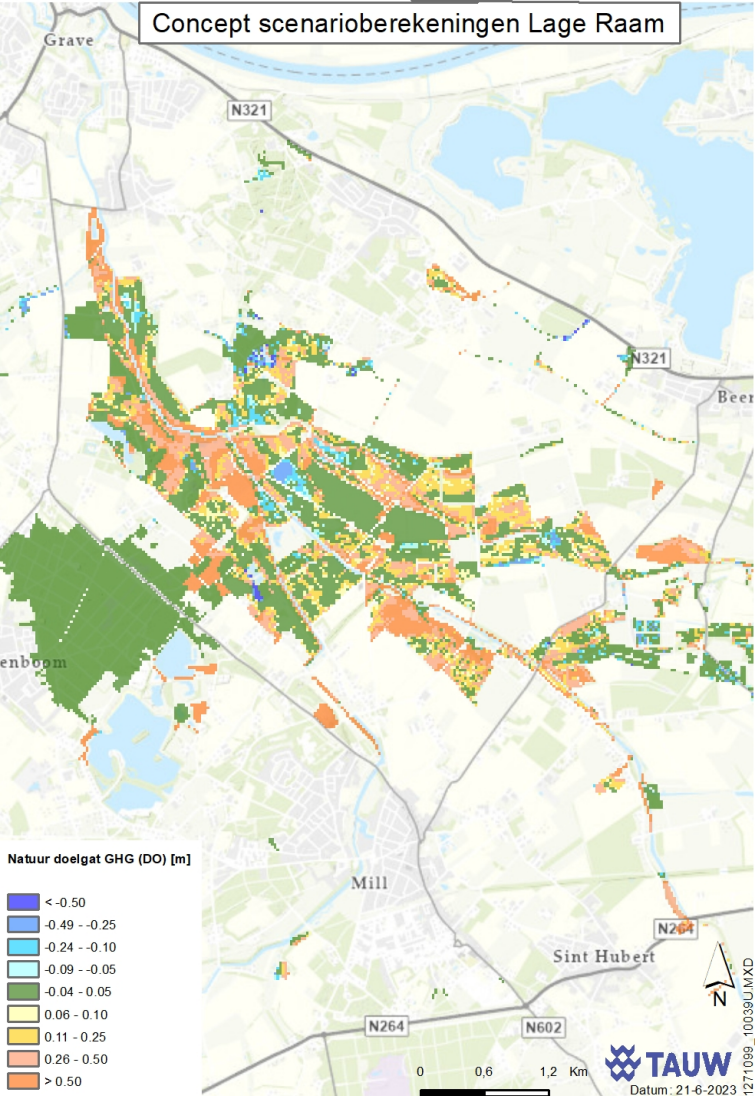 Concept scenarioberekeningen Lage Raam
Grave
N321
N321
Beer
enboom
Natuur doelgat GHG (DO) [m]
< -0.50
-0.49 - -0.25
-0.24 - -0.10
-0.09 - -0.05
-0.04 - 0.05
0.06 - 0.10
0.11 - 0.25
0.26 - 0.50
> 0.50
Mill
N264
Sint Hubert
N
N264
N602
0 0,6 1,2 Km
TAUW
Datum: 21-6-2023
1271099_10039U.MXD